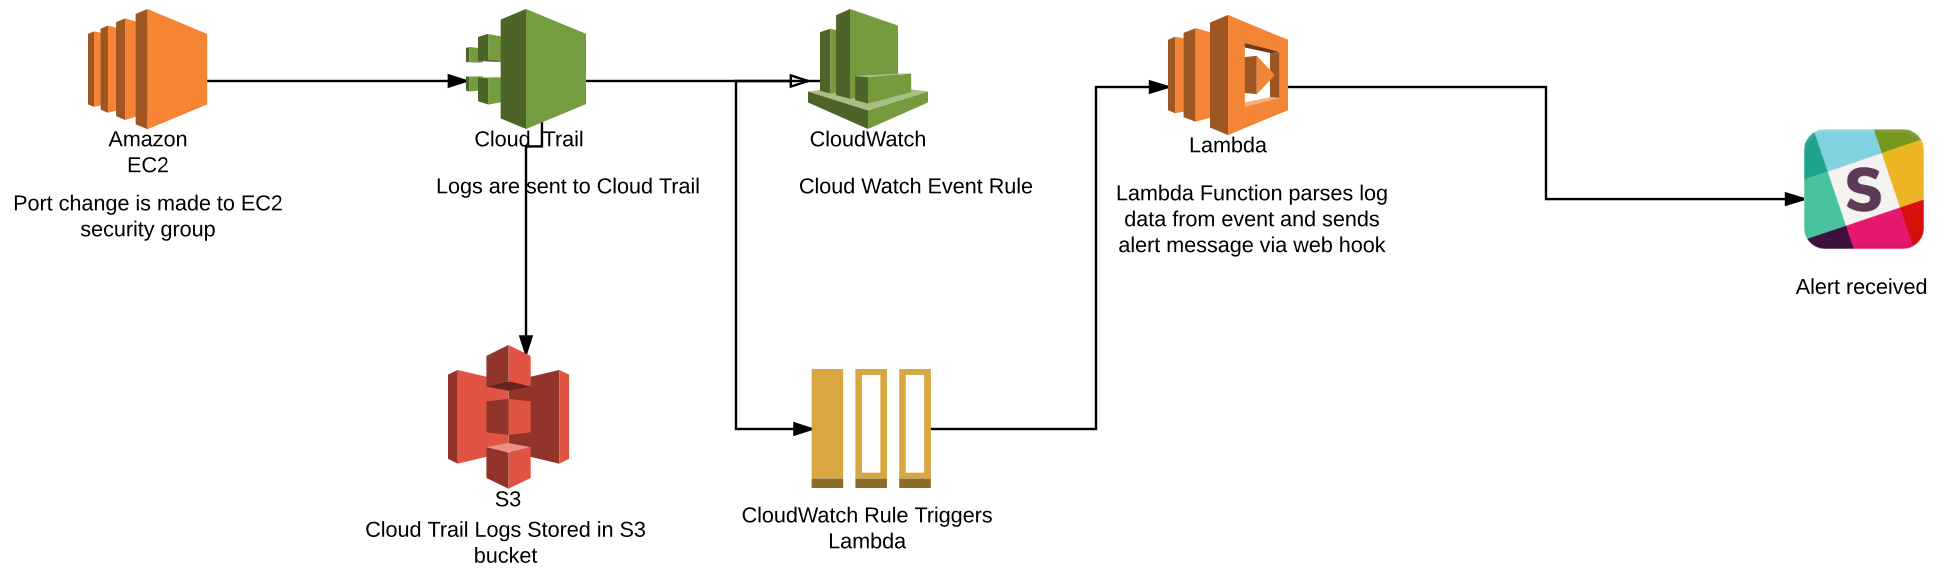 Amazon
EC2
Port change is made to EC2
security group
Cloud Trail
Logs are sent to Cloud Trail
CloudWatch
Cloud Watch Event Rule
Lambda
Lambda Function parses log
data from event and sends
alert message via web hook
S
Alert received
S3
Cloud Trail Logs Stored in S3
bucket
CloudWatch Rule Triggers
Lambda